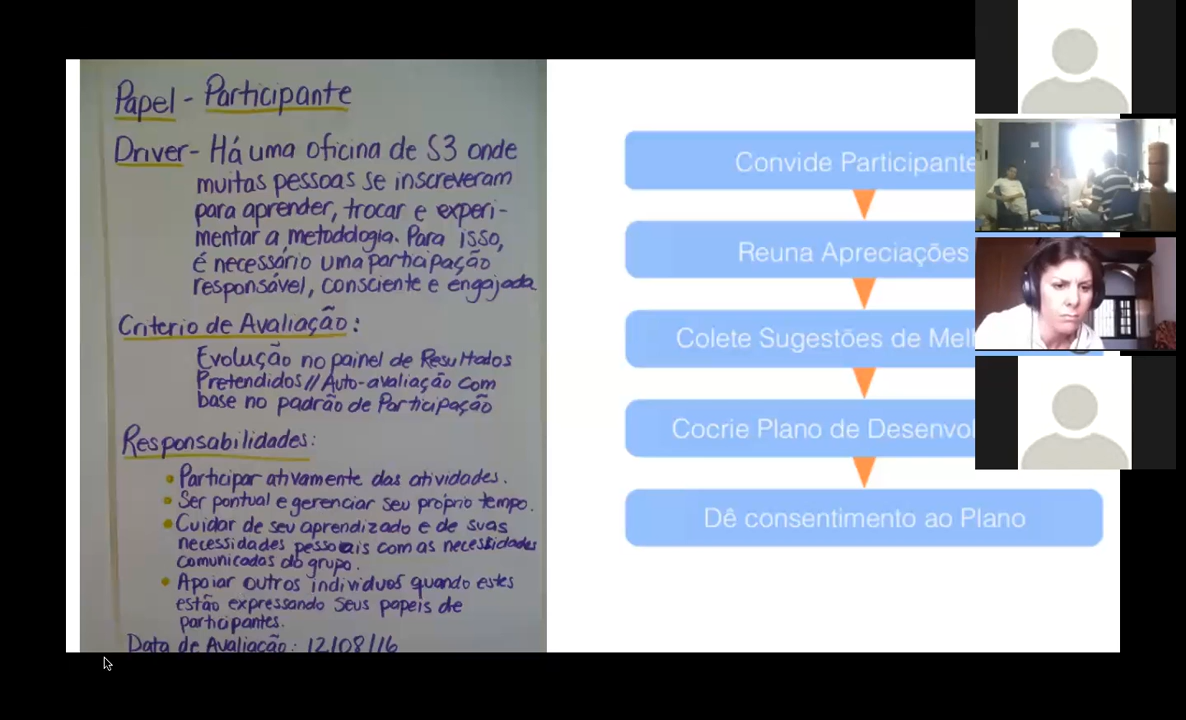 Papel - Participante
Driver - Há uma oficina de S3 onde
muitas pessoas se inscreveram
para aprender, trocar e experi-
mentar a metodologia. Para isso,
é necessário uma participação
responsável, consciente e engajada
Criterio de Avaliação:
Evolução no painel de Resultados
Pretendidos // Auto-avaliação com
base no padrão de Participação
Responsabilidades:
• Participar ativamente das atividades.
• Ser pontual e gerenciar seu próprio tempo.
• Cuidar de seu aprendizado e de suas
necessidades pessoais com as necessidades
comunicadas do grupo.
• Apoiar outros individuos quando estes
estão expressando seus papeis de
participantes.
Data de Avaliação: 12/08/16
Convide Participante
Reuna Apreciações
Colete Sugestões de Mel
Cocrie Plano de Desenvol
Dê consentimento ao Plano